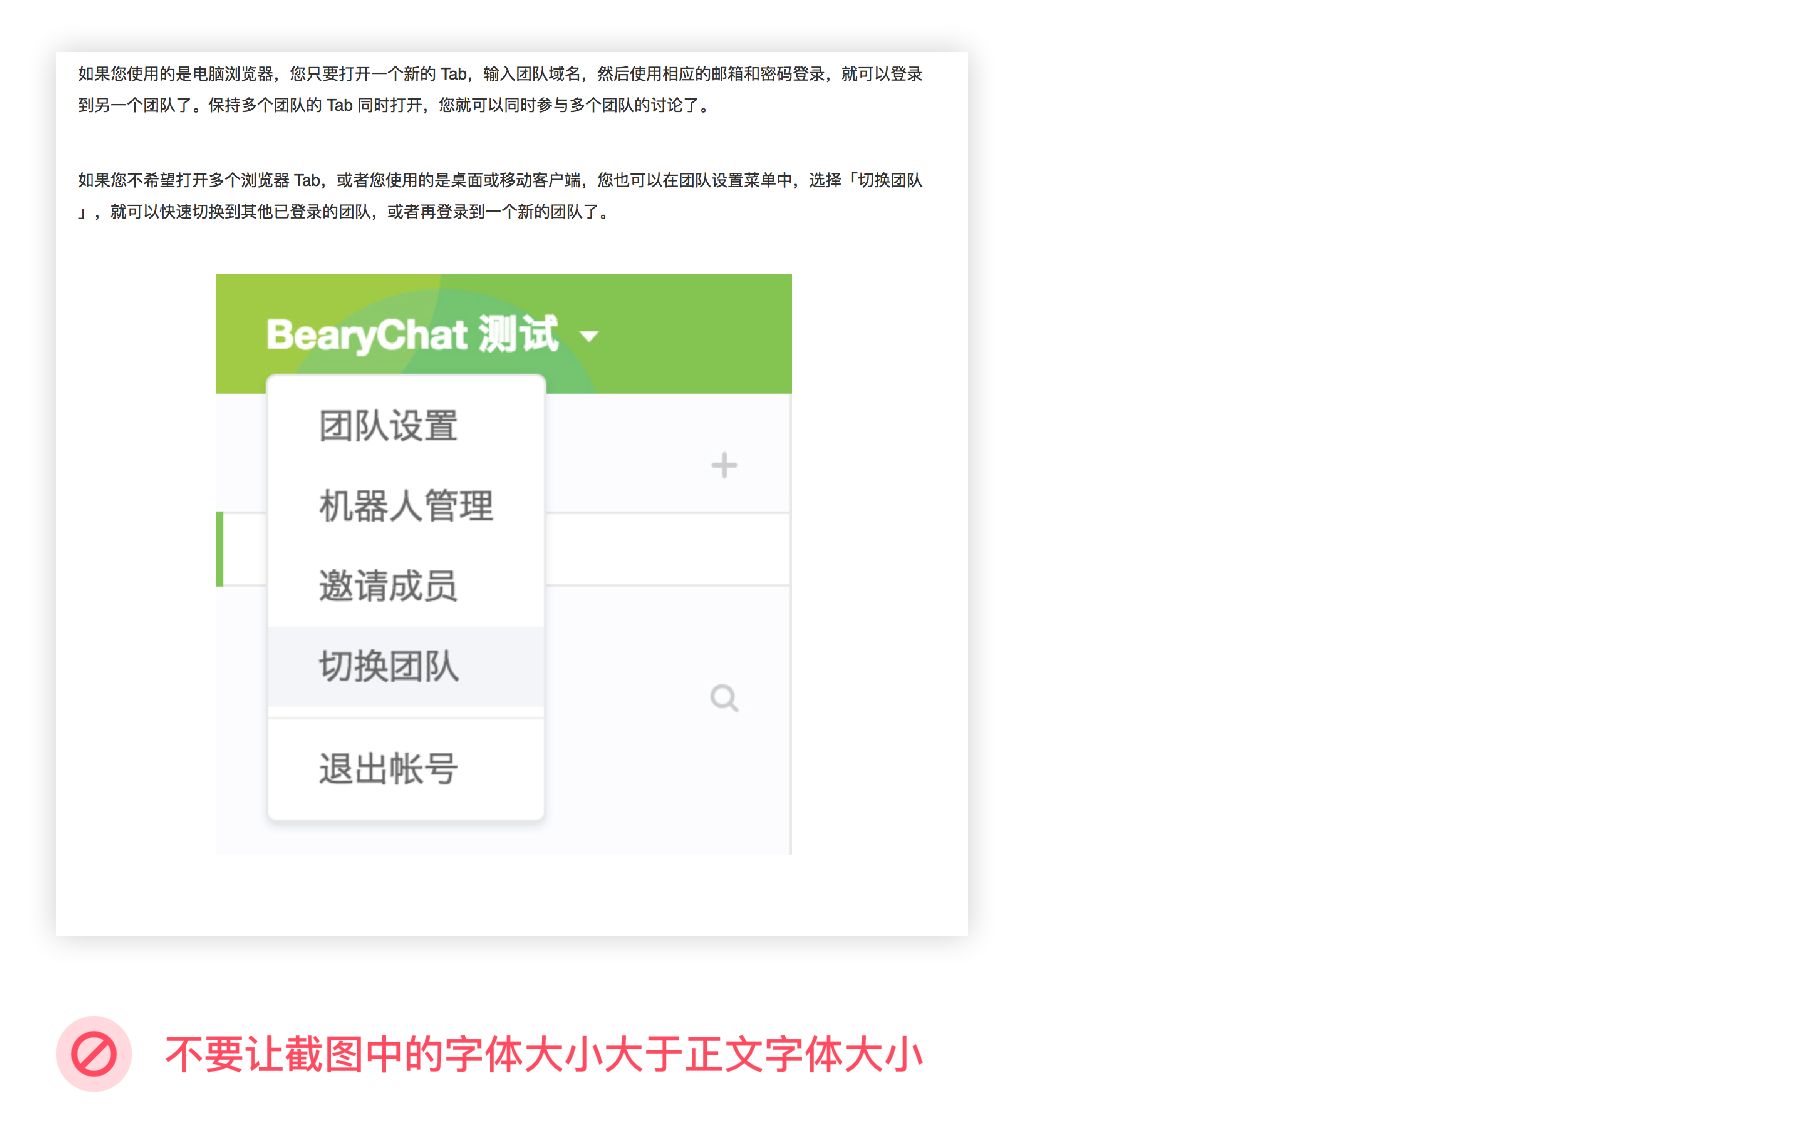 如果您使用的是电脑浏览器，您只要打开一个新的 Tab，输入团队域名，然后使用相应的邮箱和密码登录，就可以登录
到另一个团队了。保持多个团队的 Tab 同时打开，您就可以同时参与多个团队的讨论了。
如果您不希望打开多个浏览器 Tab，或者您使用的是桌面或移动客户端，您也可以在团队设置菜单中，选择「切换团队
」，就可以快速切换到其他已登录的团队，或者再登录到一个新的团队了。
BearyChat 测试
团队设置
机器人管理
邀请成员
切换团队
退出帐号
不要让截图中的字体大小大于正文字体大小